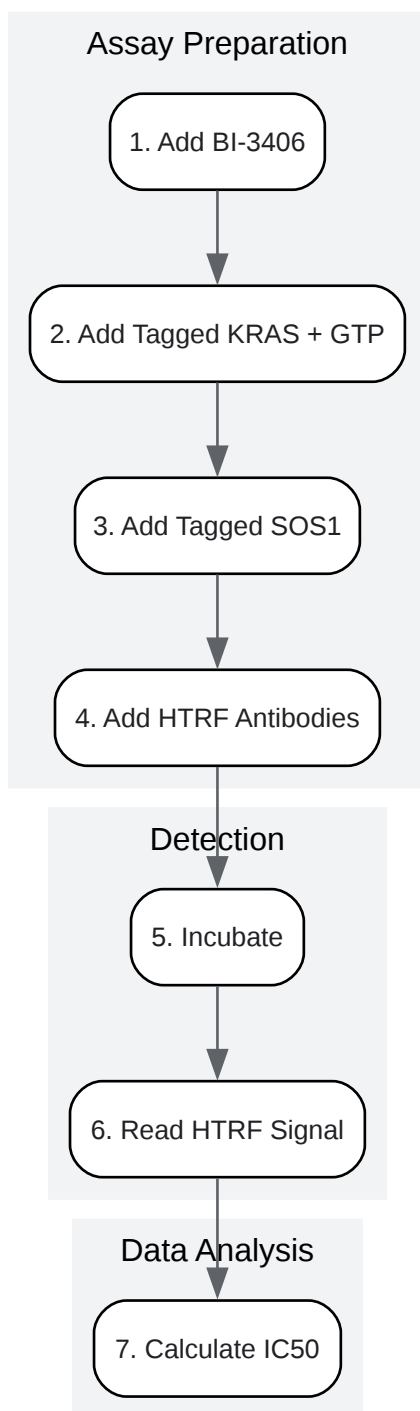 Assay Preparation
1. Add BI-3406
2. Add Tagged KRAS + GTP
3. Add Tagged SOS1
4. Add HTRF Antibodies
Detection
5. Incubate
6. Read HTRF Signal
Data Analysis
7. Calculate IC50